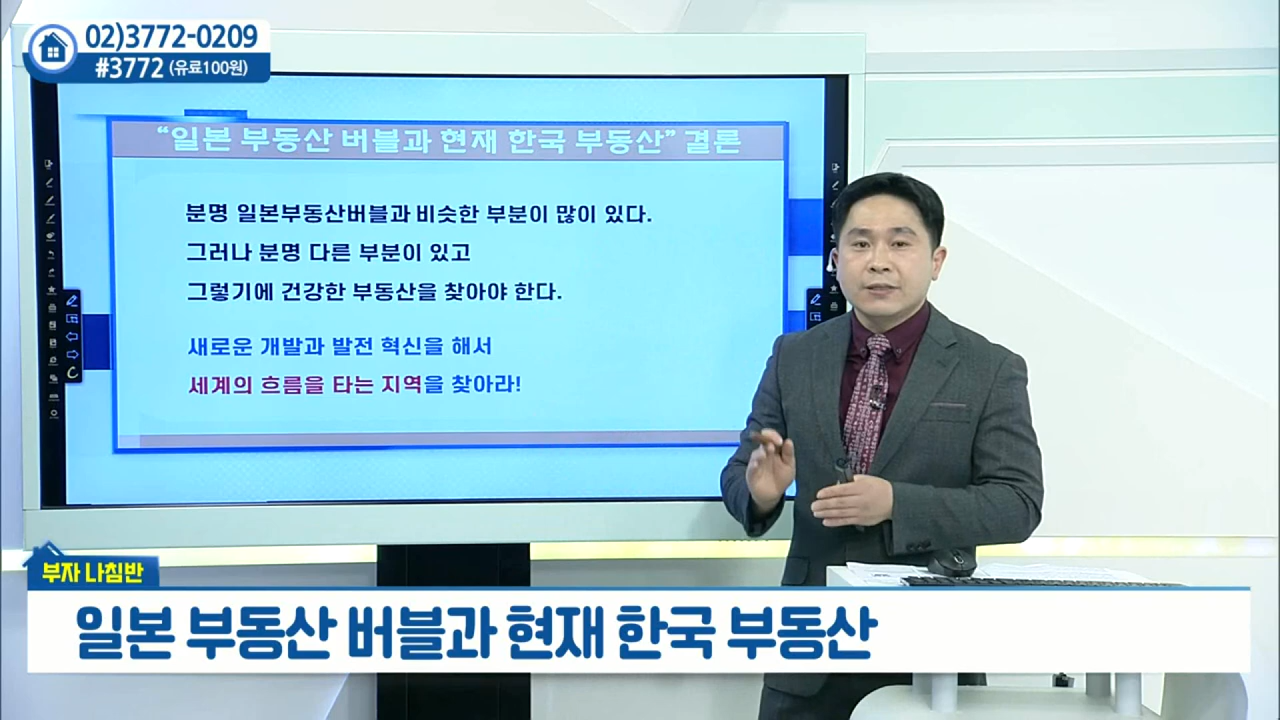 02)3772-0209
#3772 (유료100원)
“일본 부동산 버블과 현재 한국 부동산” 결론
분명 일본부동산버블과 비슷한 부분이 많이 있다.
그러나 분명 다른 부분이 있고
그렇기에 건강한 부동산을 찾아야 한다.
새로운 개발과 발전 혁신을 해서
세계의 흐름을 타는 지역을 찾아라!
부자 나침반
일본 부동산 버블과 현재 한국 부동산